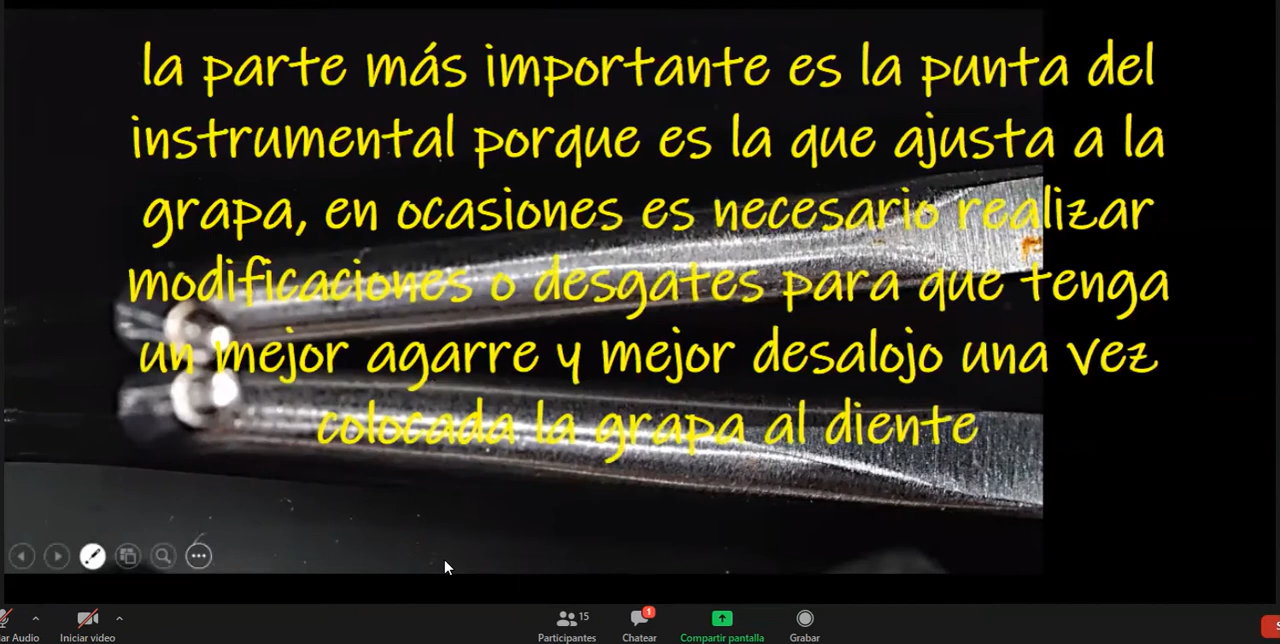 la parte más importante es la punta del
instrumental porque es la que ajusta a la
grapa, en ocasiones es necesario realizar
modificaciones o desgates para que tenga
un mejor agarre y mejor desalojo una vez
colocada la grapa al diente
ar Audio
Iniciar video
15
Participantes
1
Chatear
Compartir pantalla
Grabar
S